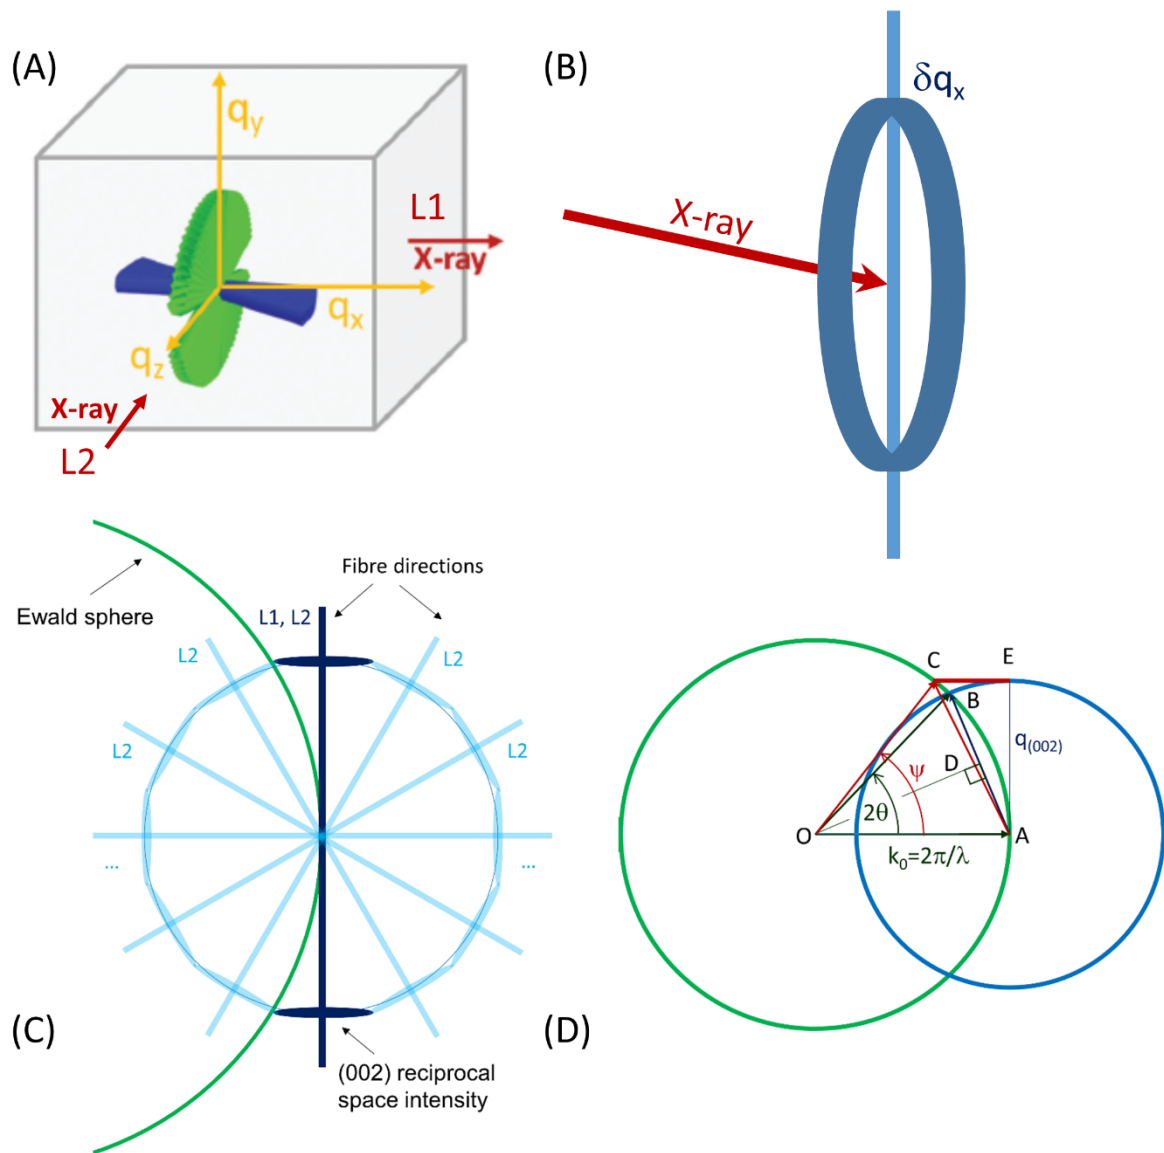 (A)
q_y
L1
X-ray
q_x
q_z
X-ray
L2
(B)
δq_x
X-ray
Fibre directions
Ewald sphere
L1, L2
L2
L2
L2
L2
...
...
(C)
(002) reciprocal
space intensity
C
E
B
q_(002)
D
ψ
2θ
O
A
k_0=2π/λ
(D)